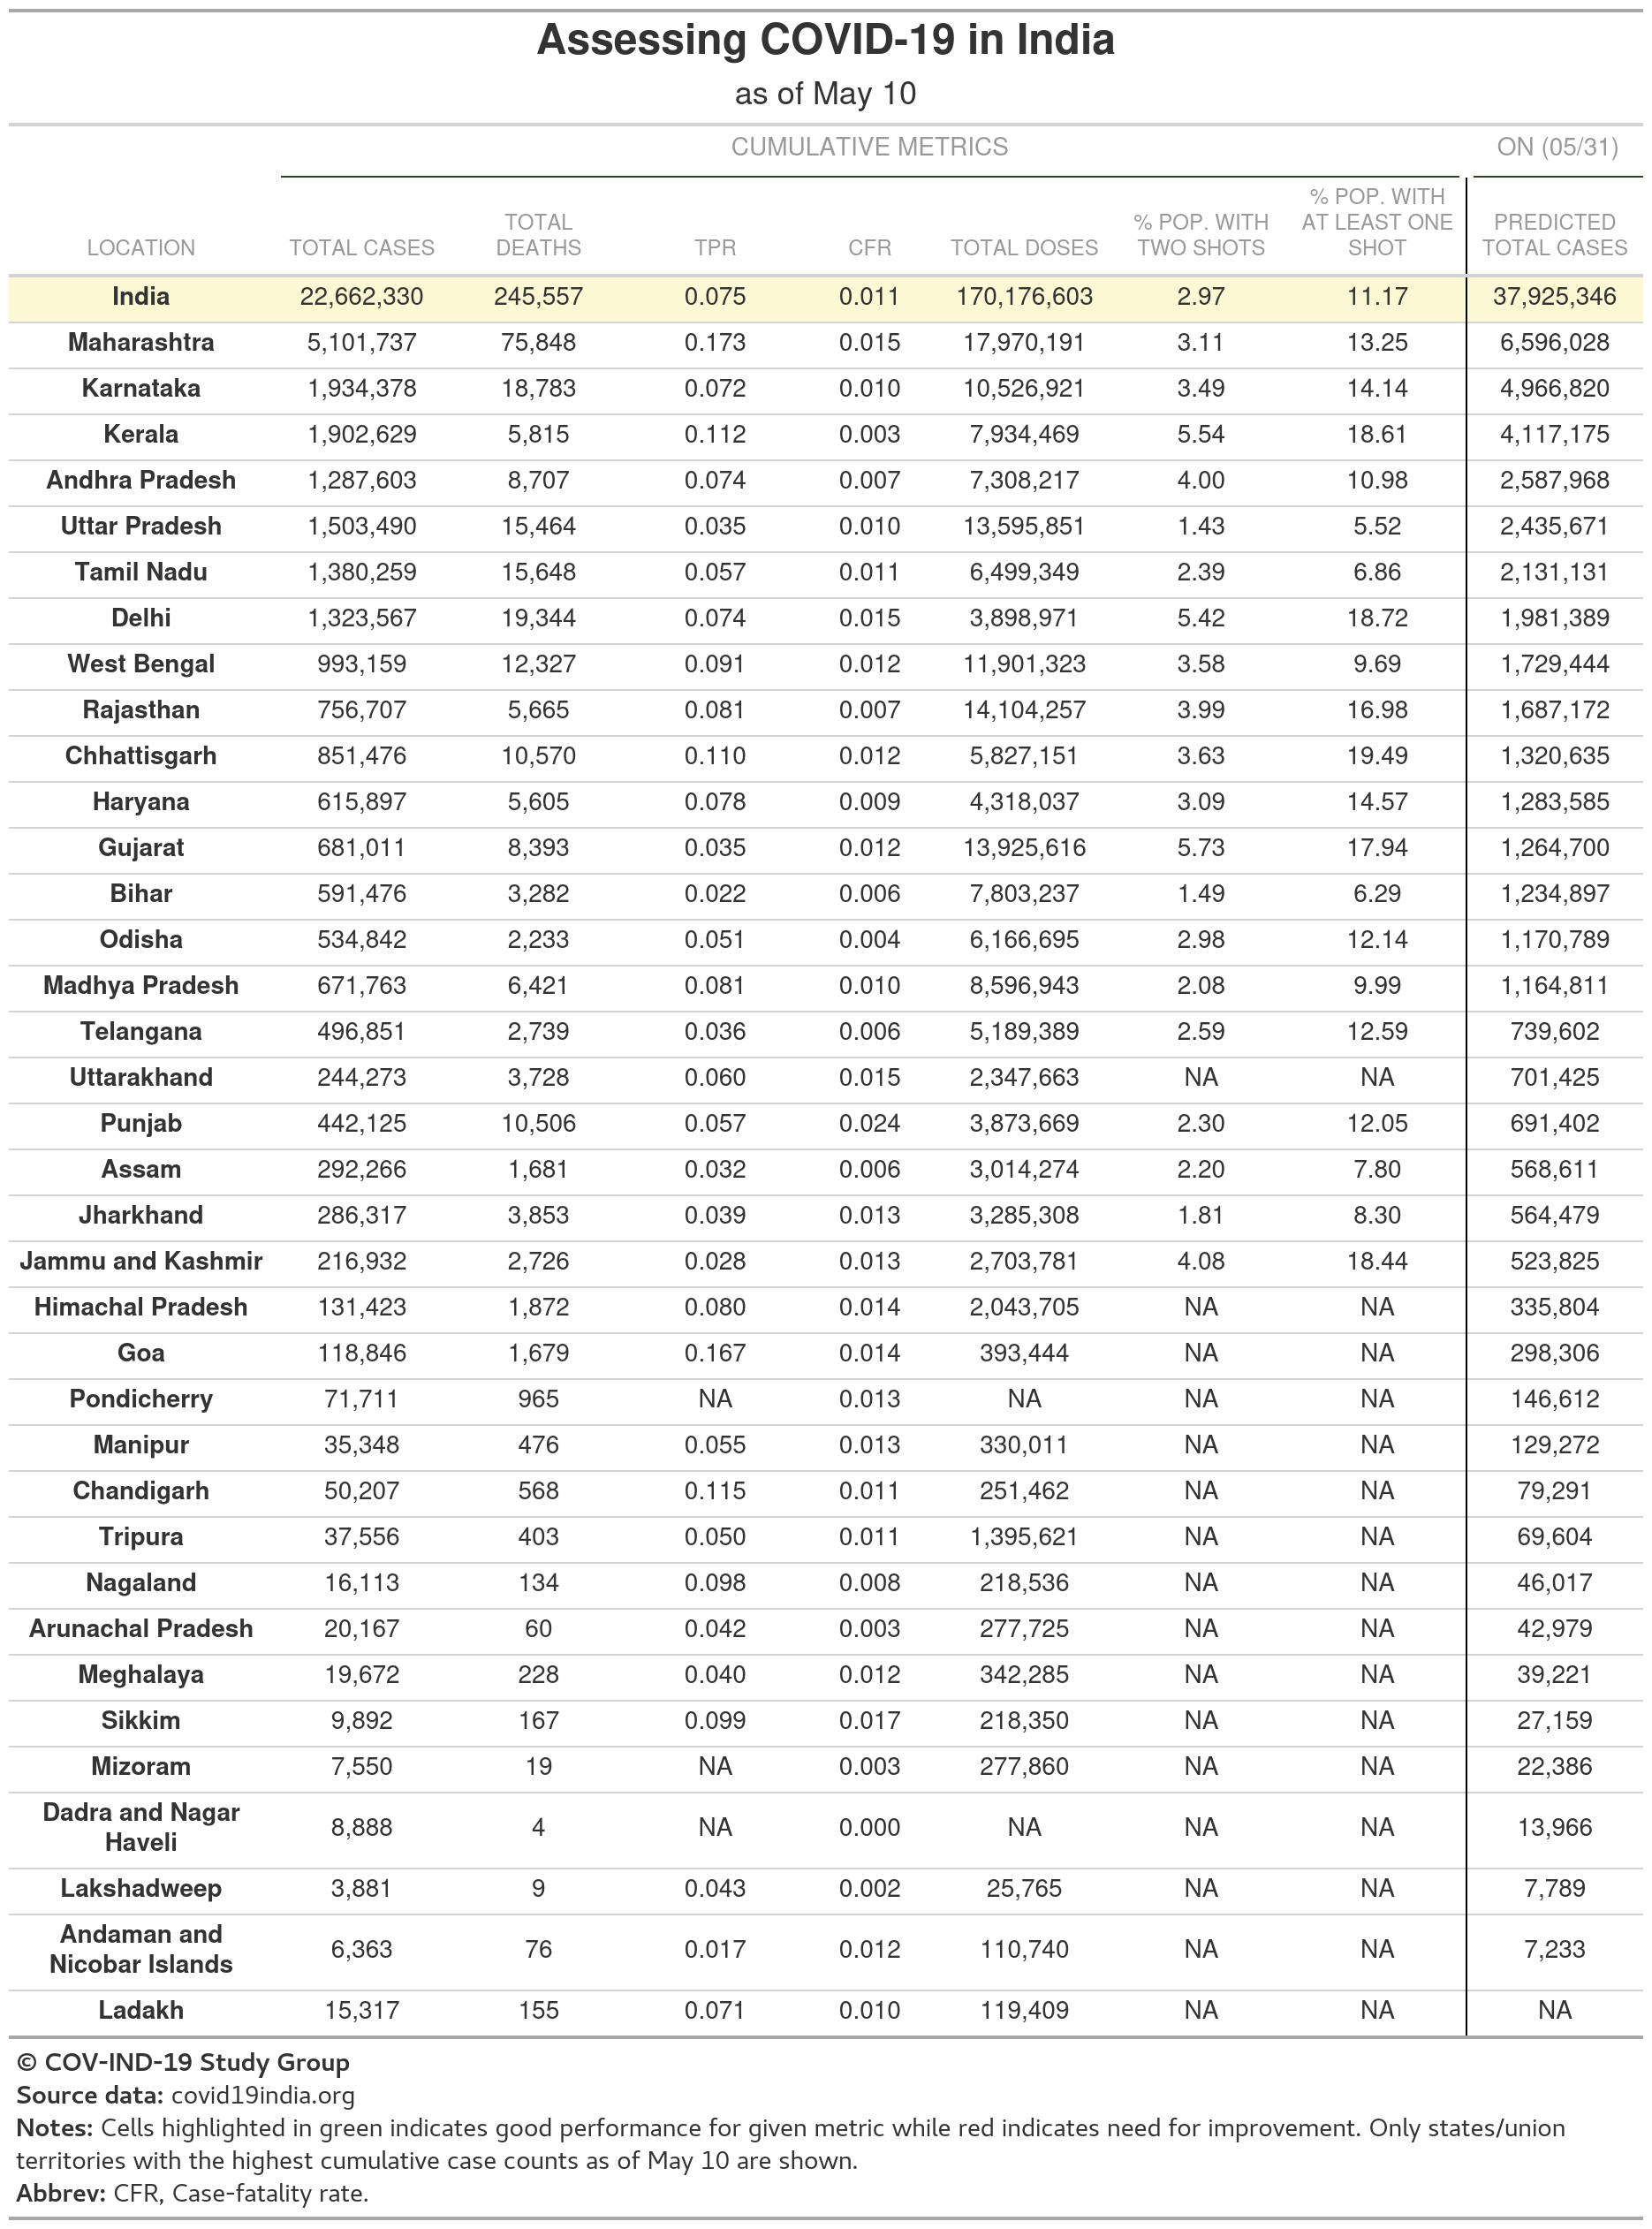 Assessing COVID-19 in India
as of May 10
CUMULATIVE METRICS ON (05/31)
LOCATION TOTAL CASES TOTAL DEATHS TPR CFR TOTAL DOSES % POP. WITH TWO SHOTS % POP. WITH AT LEAST ONE SHOT PREDICTED TOTAL CASES
India 22,662,330 245,557 0.075 0.011 170,176,603 2.97 11.17 37,925,346
Maharashtra 5,101,737 75,848 0.173 0.015 17,970,191 3.11 13.25 6,596,028
Karnataka 1,934,378 18,783 0.072 0.010 10,526,921 3.49 14.14 4,966,820
Kerala 1,902,629 5,815 0.112 0.003 7,934,469 5.54 18.61 4,117,175
Andhra Pradesh 1,287,603 8,707 0.074 0.007 7,308,217 4.00 10.98 2,587,968
Uttar Pradesh 1,503,490 15,464 0.035 0.010 13,595,851 1.43 5.52 2,435,671
Tamil Nadu 1,380,259 15,648 0.057 0.011 6,499,349 2.39 6.86 2,131,131
Delhi 1,323,567 19,344 0.074 0.015 3,898,971 5.42 18.72 1,981,389
West Bengal 993,159 12,327 0.091 0.012 11,901,323 3.58 9.69 1,729,444
Rajasthan 756,707 5,665 0.081 0.007 14,104,257 3.99 16.98 1,687,172
Chhattisgarh 851,476 10,570 0.110 0.012 5,827,151 3.63 19.49 1,320,635
Haryana 615,897 5,605 0.078 0.009 4,318,037 3.09 14.57 1,283,585
Gujarat 681,011 8,393 0.035 0.012 13,925,616 5.73 17.94 1,264,700
Bihar 591,476 3,282 0.022 0.006 7,803,237 1.49 6.29 1,234,897
Odisha 534,842 2,233 0.051 0.004 6,166,695 2.98 12.14 1,170,789
Madhya Pradesh 671,763 6,421 0.081 0.010 8,596,943 2.08 9.99 1,164,811
Telangana 496,851 2,739 0.036 0.006 5,189,389 2.59 12.59 739,602
Uttarakhand 244,273 3,728 0.060 0.015 2,347,663 NA NA 701,425
Punjab 442,125 10,506 0.057 0.024 3,873,669 2.30 12.05 691,402
Assam 292,266 1,681 0.032 0.006 3,014,274 2.20 7.80 568,611
Jharkhand 286,317 3,853 0.039 0.013 3,285,308 1.81 8.30 564,479
Jammu and Kashmir 216,932 2,726 0.028 0.013 2,703,781 4.08 18.44 523,825
Himachal Pradesh 131,423 1,872 0.080 0.014 2,043,705 NA NA 335,804
Goa 118,846 1,679 0.167 0.014 393,444 NA NA 298,306
Pondicherry 71,711 965 NA 0.013 NA NA NA 146,612
Manipur 35,348 476 0.055 0.013 330,011 NA NA 129,272
Chandigarh 50,207 568 0.115 0.011 251,462 NA NA 79,291
Tripura 37,556 403 0.050 0.011 1,395,621 NA NA 69,604
Nagaland 16,113 134 0.098 0.008 218,536 NA NA 46,017
Arunachal Pradesh 20,167 60 0.042 0.003 277,725 NA NA 42,979
Meghalaya 19,672 228 0.040 0.012 342,285 NA NA 39,221
Sikkim 9,892 167 0.099 0.017 218,350 NA NA 27,159
Mizoram 7,550 19 NA 0.003 277,860 NA NA 22,386
Dadra and Nagar Haveli 8,888 4 NA 0.000 NA NA NA 13,966
Lakshadweep 3,881 9 0.043 0.002 25,765 NA NA 7,789
Andaman and Nicobar Islands 6,363 76 0.017 0.012 110,740 NA NA 7,233
Ladakh 15,317 155 0.071 0.010 119,409 NA NA NA
© COV-IND-19 Study Group
Source data: covid19india.org
Notes: Cells highlighted in green indicates good performance for given metric while red indicates need for improvement. Only states/union
territories with the highest cumulative case counts as of May 10 are shown.
Abbrev: CFR, Case-fatality rate.